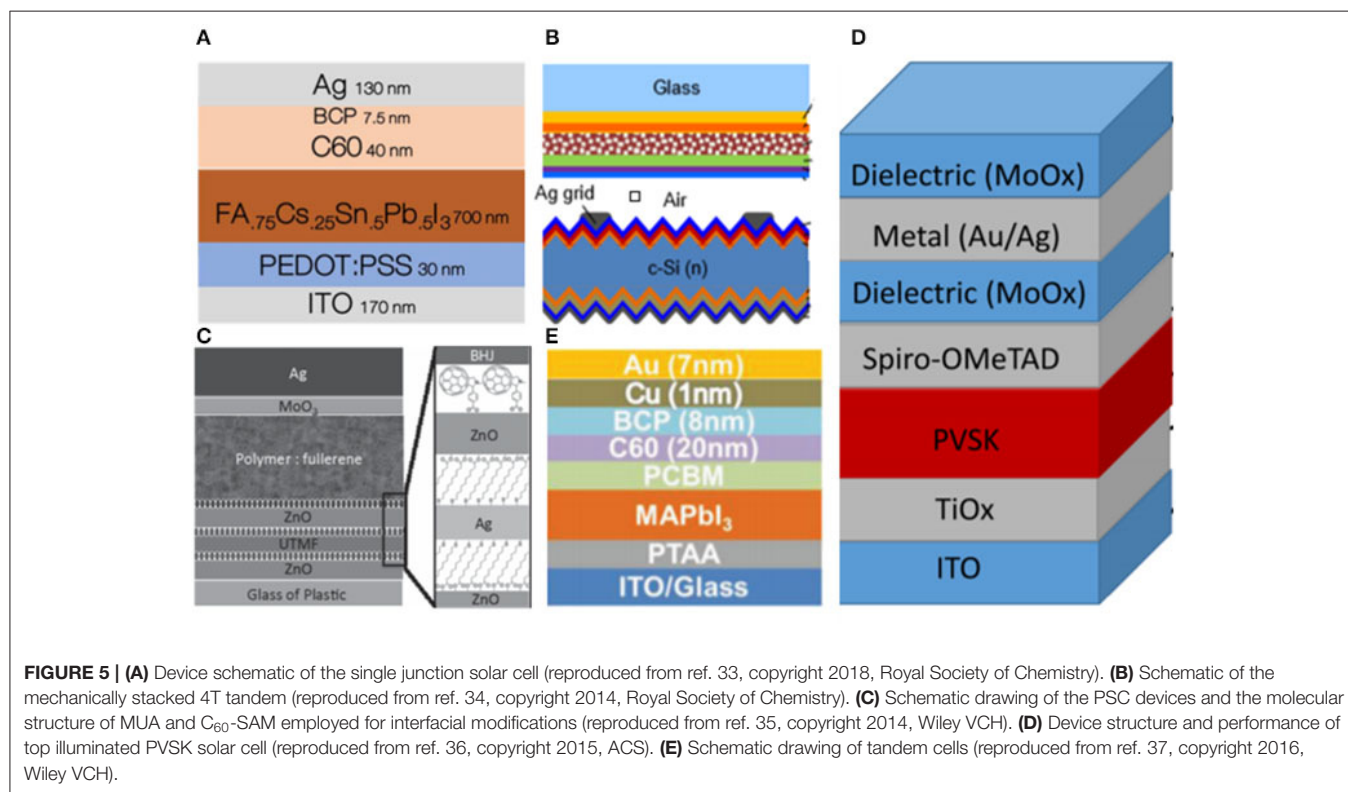 A
Ag 130 nm
BCP 7.5 nm
C60 40 nm
FA.75Cs.25Sn.5Pb.5I3 700 nm
PEDOT:PSS 30 nm
ITO 170 nm
B
Glass
Ag grid
Air
c-Si (n)
C
Ag
MoO3
Polymer : fullerene
ZnO
UTMF
ZnO
Glass of Plastic
BHJ
ZnO
Ag
ZnO
E
Au (7nm)
Cu (1nm)
BCP (8nm)
C60 (20nm)
PCBM
MAPbI3
PTAA
ITO/Glass
D
Dielectric (MoOx)
Metal (Au/Ag)
Dielectric (MoOx)
Spiro-OMeTAD
PVSK
TiOx
ITO
FIGURE 5 | (A) Device schematic of the single junction solar cell (reproduced from ref. 33, copyright 2018, Royal Society of Chemistry). (B) Schematic of the
mechanically stacked 4T tandem (reproduced from ref. 34, copyright 2014, Royal Society of Chemistry). (C) Schematic drawing of the PSC devices and the molecular
structure of MUA and C60-SAM employed for interfacial modifications (reproduced from ref. 35, copyright 2014, Wiley VCH). (D) Device structure and performance of
top illuminated PVSK solar cell (reproduced from ref. 36, copyright 2015, ACS). (E) Schematic drawing of tandem cells (reproduced from ref. 37, copyright 2016,
Wiley VCH).